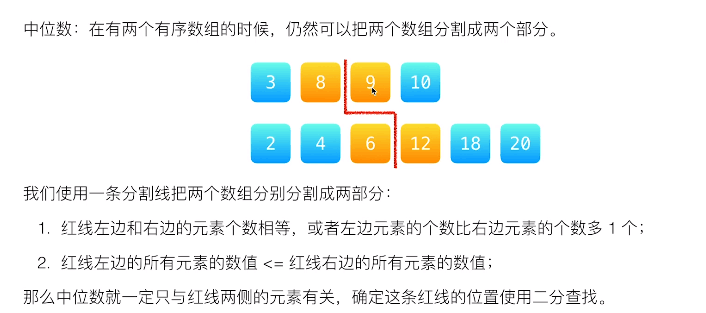 中位数：在有两个有序数组的时候，仍然可以把两个数组分割成两个部分。
3 8 9 10
2 4 6 12 18 20
我们使用一条分割线把两个数组分别分割成两部分：
1. 红线左边和右边的元素个数相等，或者左边元素的个数比右边元素的个数多 1 个；
2. 红线左边的所有元素的数值 <= 红线右边的所有元素的数值；
那么中位数就一定只与红线两侧的元素有关，确定这条红线的位置使用二分查找。